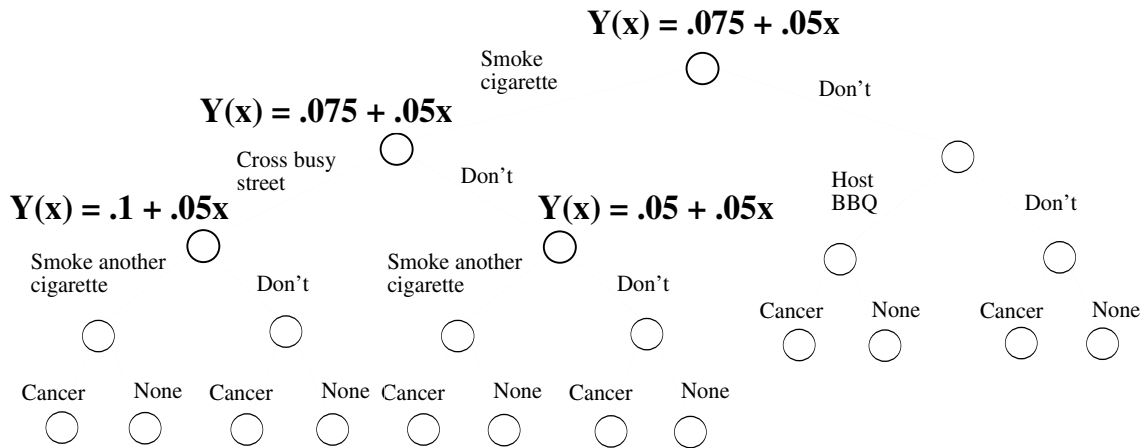 Y(x) = .075 + .05x
Smoke
cigarette
Don't
Y(x) = .075 + .05x
Cross busy
street
Don't
Host
BBQ
Don't
Y(x) = .1 + .05x
Y(x) = .05 + .05x
Smoke another
cigarette
Don't
Smoke another
cigarette
Don't
Cancer
None
Cancer
None
Cancer
None
Cancer
None
Cancer
None
Cancer
None